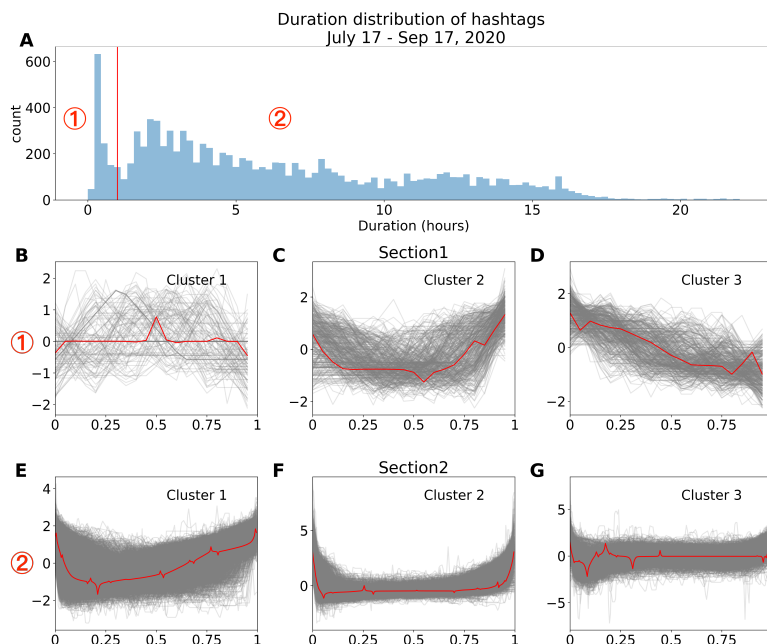 Duration distribution of hashtags
July 17 - Sep 17, 2020
A
600
400
200
0
count
① ②
0 5 10 15 20
Duration (hours)
Section1
B Cluster 1
C Cluster 2
D Cluster 3
①
2 1 0 −1 −2
2 0 −2
2 0 −2
0 0.25 0.5 0.75 1
0 0.25 0.5 0.75 1
0 0.25 0.5 0.75
Section2
E Cluster 1
F Cluster 2
G Cluster 3
②
4 2 0 −2
5 0
5 0 −5
0 0.25 0.5 0.75 1
0 0.25 0.5 0.75 1
0 0.25 0.5 0.75